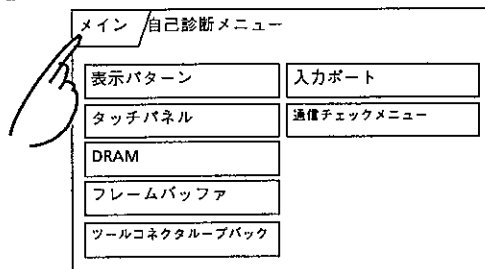 メイン 自己診断メニュー
表示パターン
入力ポート
タッチパネル
通信チェックメニュー
DRAM
フレームバッファ
ツールコネクタループバック